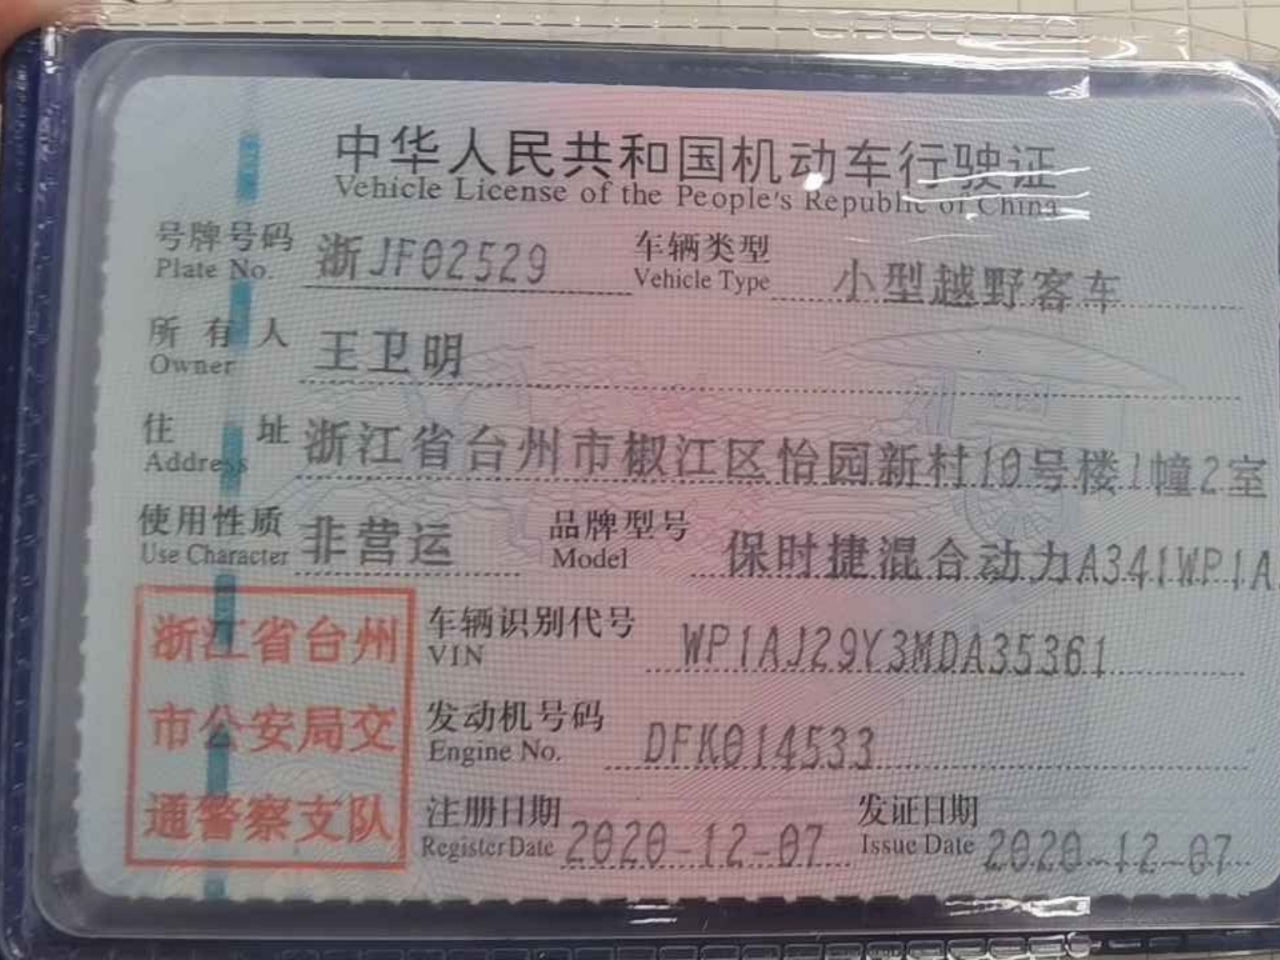 中华人民共和国机动车行驶证
Vehicle License of the People's Republic of China
号牌号码 浙JF02529 车辆类型 小型越野客车
Plate No. Vehicle Type
所有人 王卫明
Owner
住址 浙江省台州市椒江区怡园新村10号楼1幢2室
Address
使用性质 非营运 品牌型号 保时捷混合动力A341WP1A
Use Character Model
浙江省台州
市公安局交
通警察支队
车辆识别代号 WP1AJ29Y3MDA35361
VIN
发动机号码 DFK014533
Engine No.
注册日期 2020-12-07 发证日期 2020-12-07
Register Date Issue Date